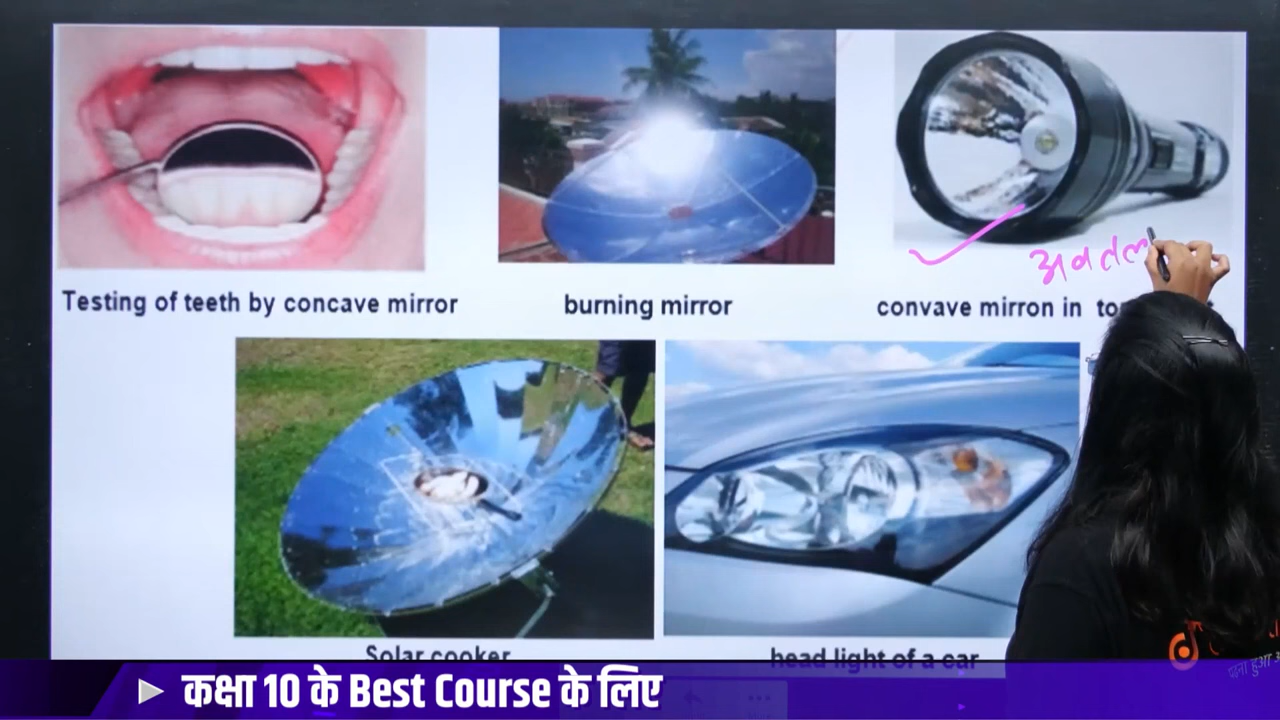 अवतल
Testing of teeth by concave mirror
burning mirror
convave mirron in
Solar cooker
head light of a car
कक्षा 10 के Best Course के लिए